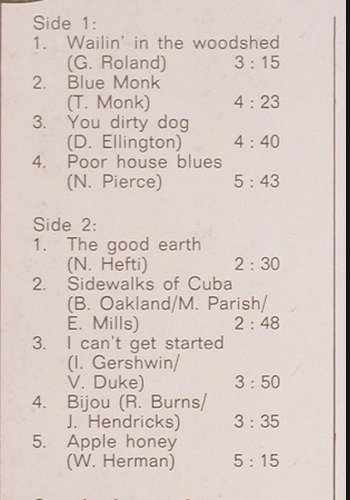 Side 1:
1. Wailin' in the woodshed
(G. Roland) 3 : 15
2. Blue Monk
(T. Monk) 4 : 23
3. You dirty dog
(D. Ellington) 4 : 40
4. Poor house blues
(N. Pierce) 5 : 43
Side 2:
1. The good earth
(N. Hefti) 2 : 30
2. Sidewalks of Cuba
(B. Oakland/M. Parish/
E. Mills) 2 : 48
3. I can't get started
(I. Gershwin/
V. Duke) 3 : 50
4. Bijou (R. Burns/
J. Hendricks) 3 : 35
5. Apple honey
(W. Herman) 5 : 15